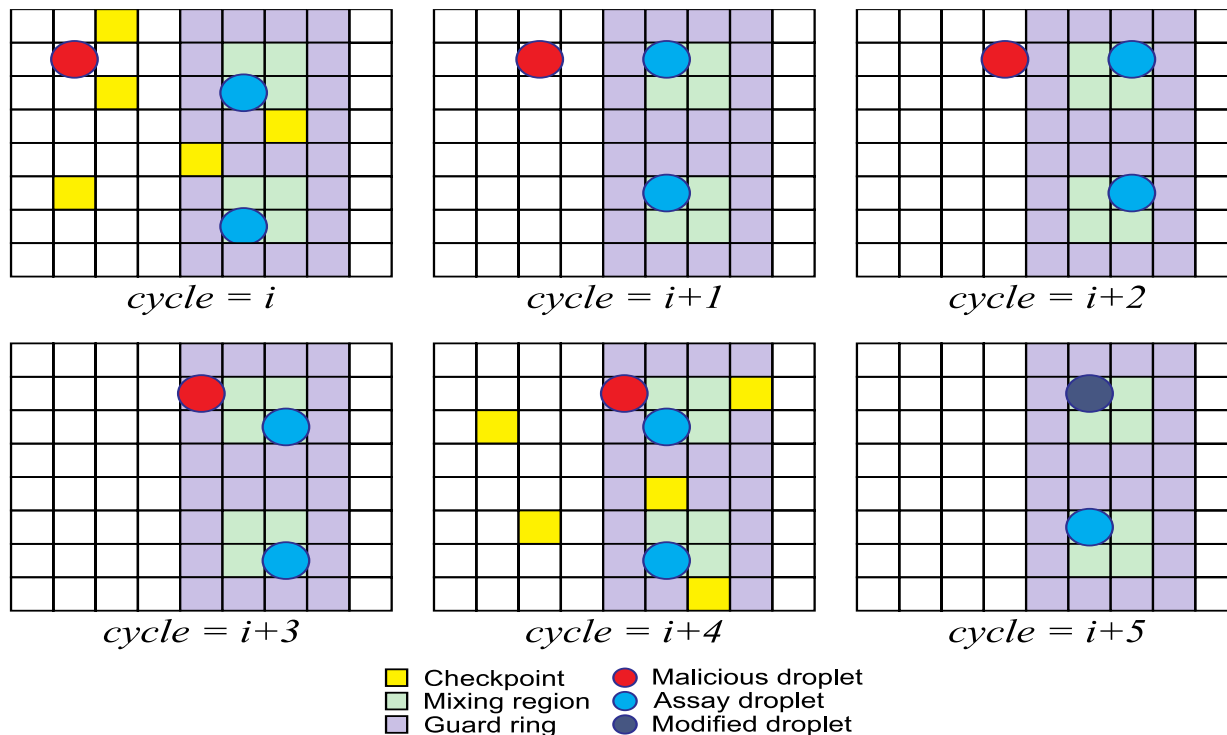 cycle = i
cycle = i+1
cycle = i+2
cycle = i+3
cycle = i+4
cycle = i+5
Checkpoint
Malicious droplet
Mixing region
Assay droplet
Guard ring
Modified droplet